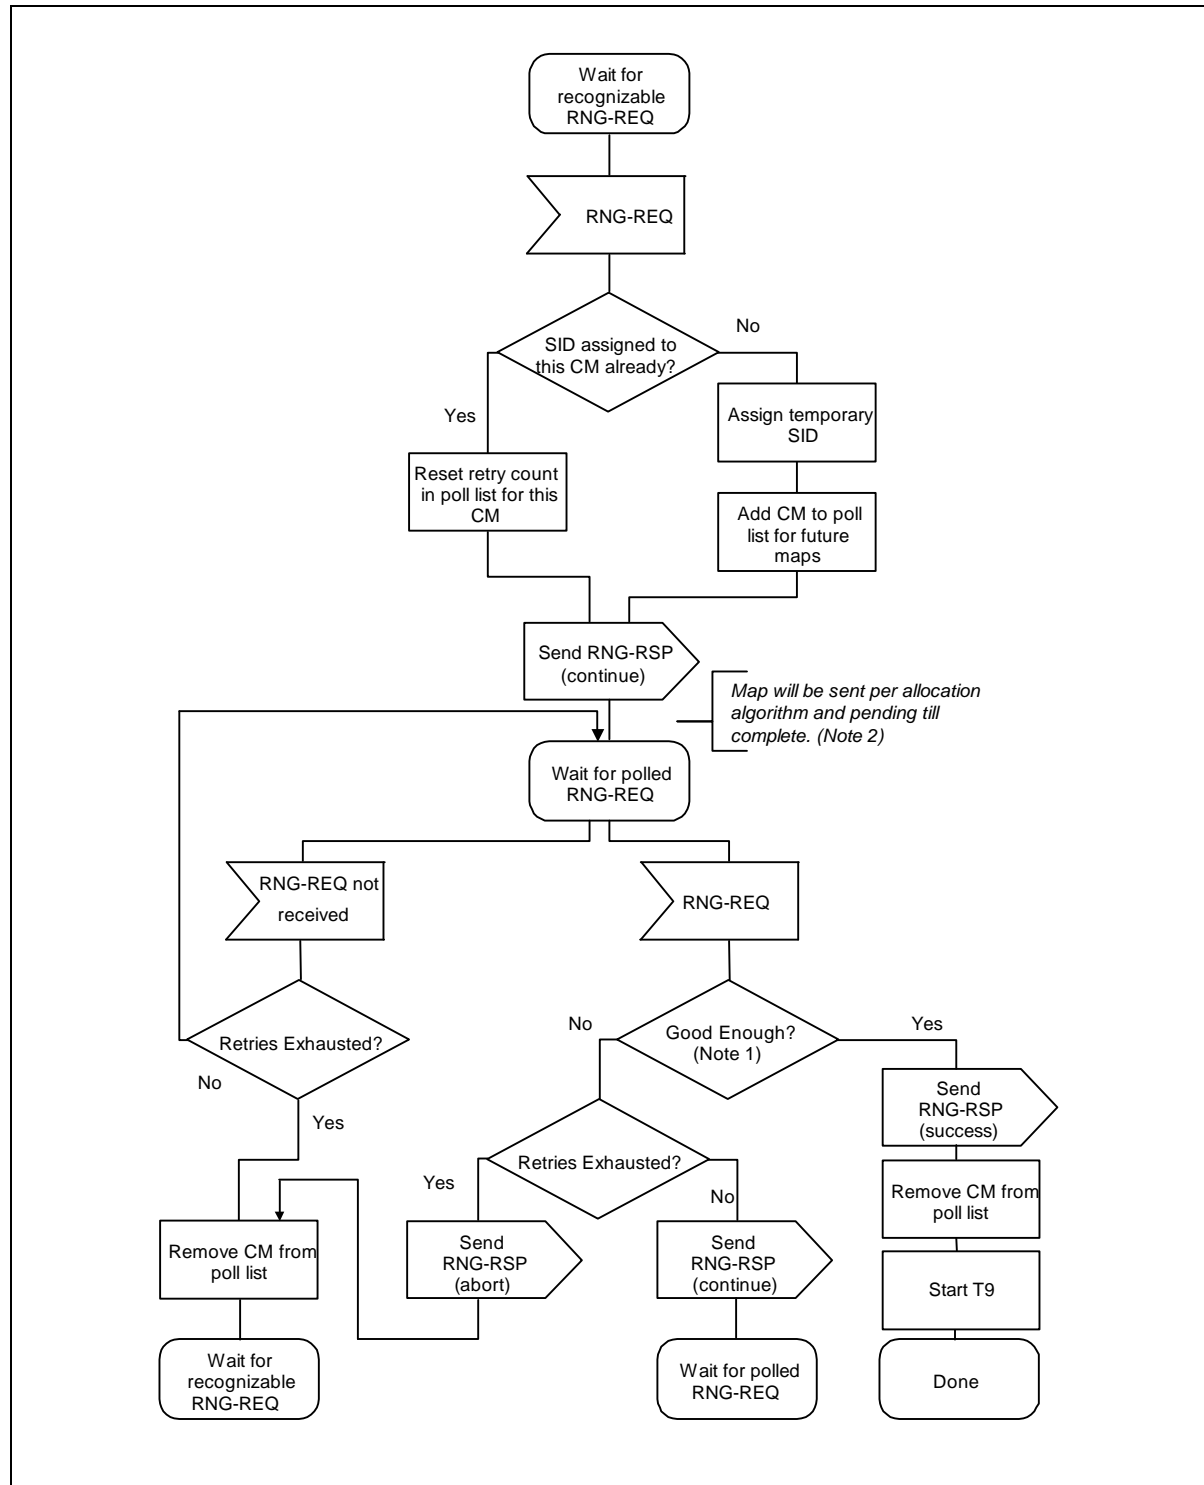 Wait for
recognizable
RNG-REQ
RNG-REQ
No
SID assigned to
this CM already?
Yes
Assign temporary
SID
Reset retry count
in poll list for this
CM
Add CM to poll
list for future
maps
Send RNG-RSP
(continue)
Map will be sent per allocation
algorithm and pending till
complete. (Note 2)
Wait for polled
RNG-REQ
RNG-REQ not
received
RNG-REQ
No
Good Enough?
(Note 1)
Yes
Retries Exhausted?
No
Yes
Send
RNG-RSP
(success)
Retries Exhausted?
Yes
No
Remove CM from
poll list
Remove CM from
poll list
Send
RNG-RSP
(abort)
Send
RNG-RSP
(continue)
Start T9
Wait for
recognizable
RNG-REQ
Wait for polled
RNG-REQ
Done